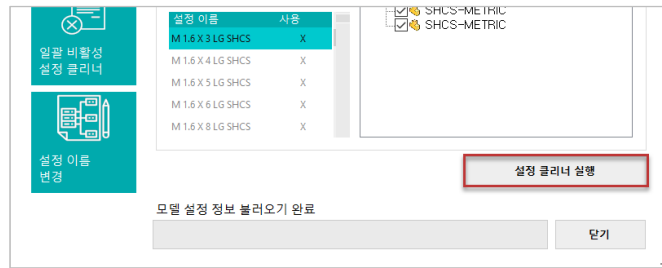 일괄 비활성
설정 클리너
설정 이름
변경
설정 이름 사용
M 1.6 X 3 LG SHCS X
M 1.6 X 4 LG SHCS X
M 1.6 X 5 LG SHCS X
M 1.6 X 6 LG SHCS X
M 1.6 X 8 LG SHCS X
SHCS-METRIC
SHCS-METRIC
설정 클리너 실행
모델 설정 정보 불러오기 완료
닫기